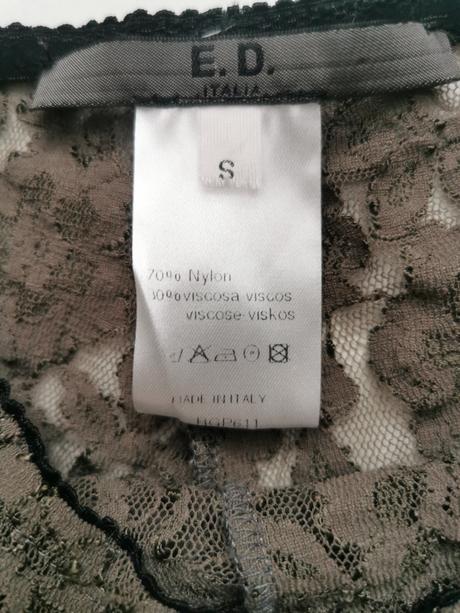 E. D.
ITALIA
S
70% Nylon
30% viscosa viscos
viscose-viskos
MADE IN ITALY